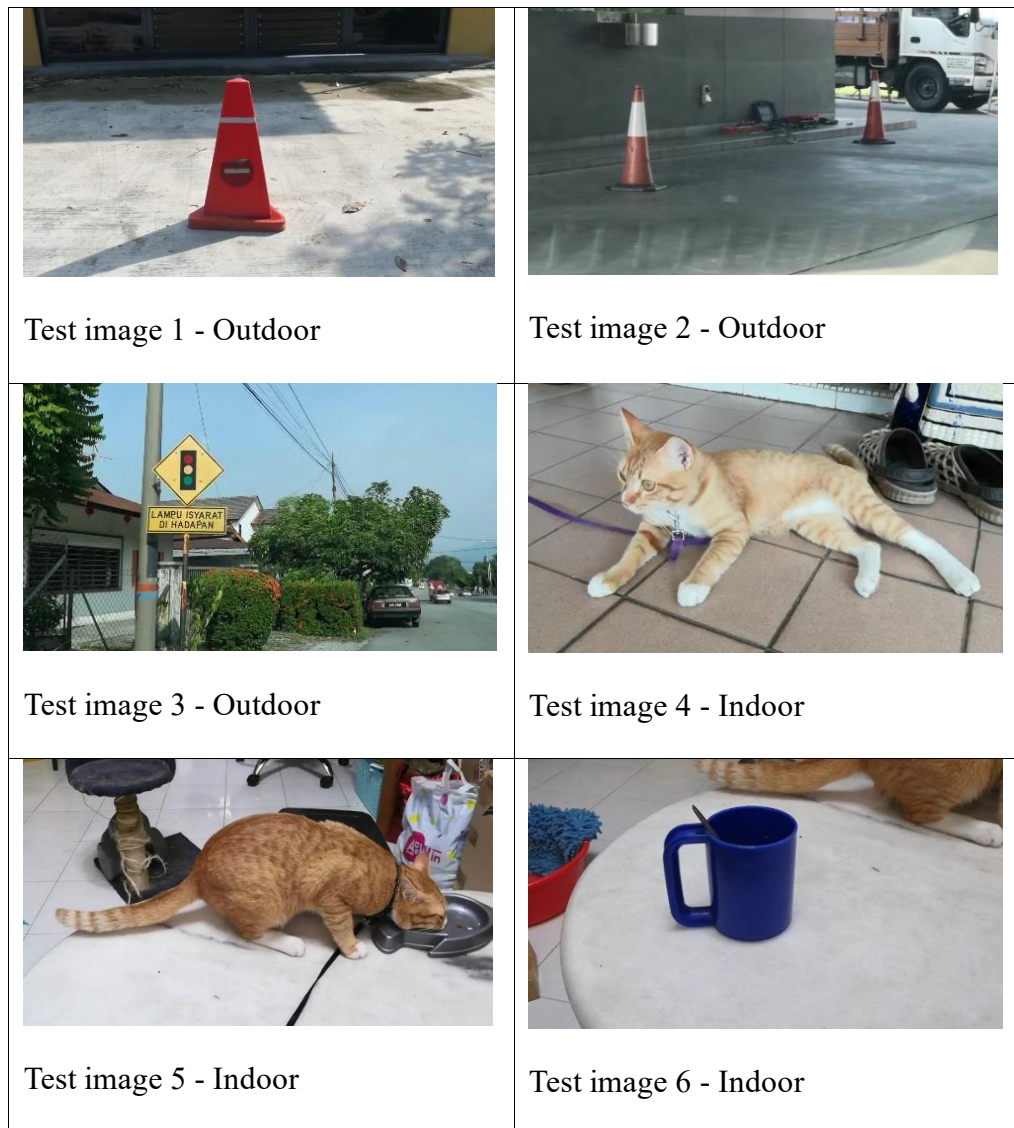 Test image 1 - Outdoor
Test image 2 - Outdoor
LAMPU ISYARAT
DI HADAPAN
Test image 3 - Outdoor
Test image 4 - Indoor
Test image 5 - Indoor
Test image 6 - Indoor